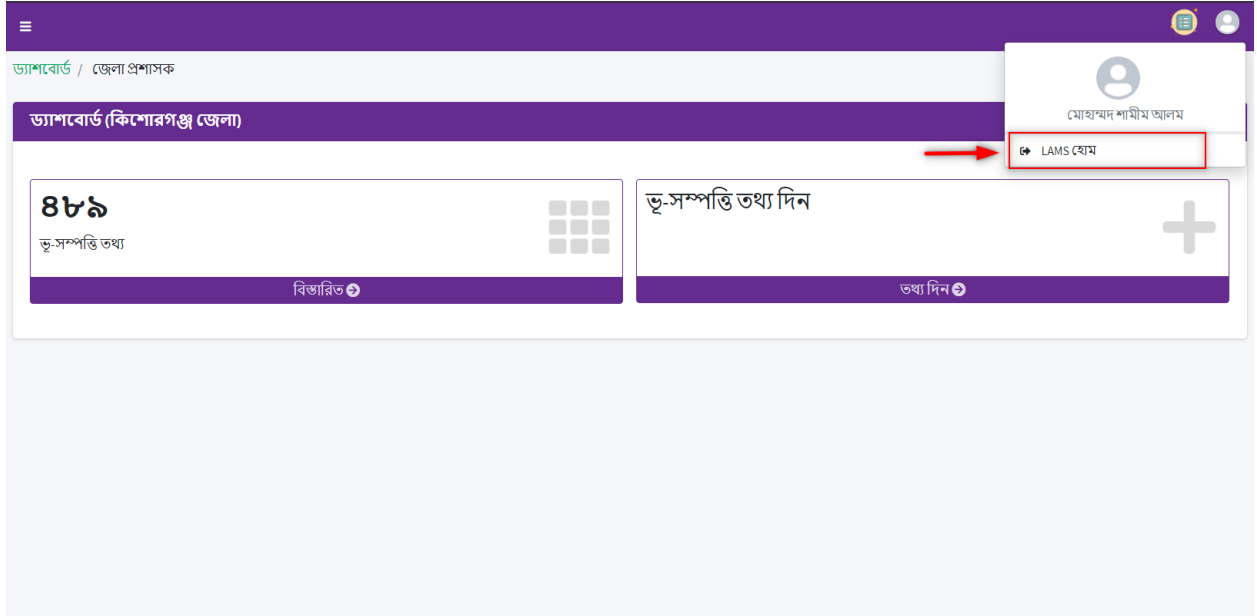 ড্যাশবোর্ড / জেলা প্রশাসক
মোহাম্মদ শামীম আলম
LAMS হোম
ড্যাশবোর্ড (কিশোরগঞ্জ জেলা)
৪৮৯
ভূ-সম্পত্তি তথ্য
বিস্তারিত
ভূ-সম্পত্তি তথ্য দিন
তথ্য দিন